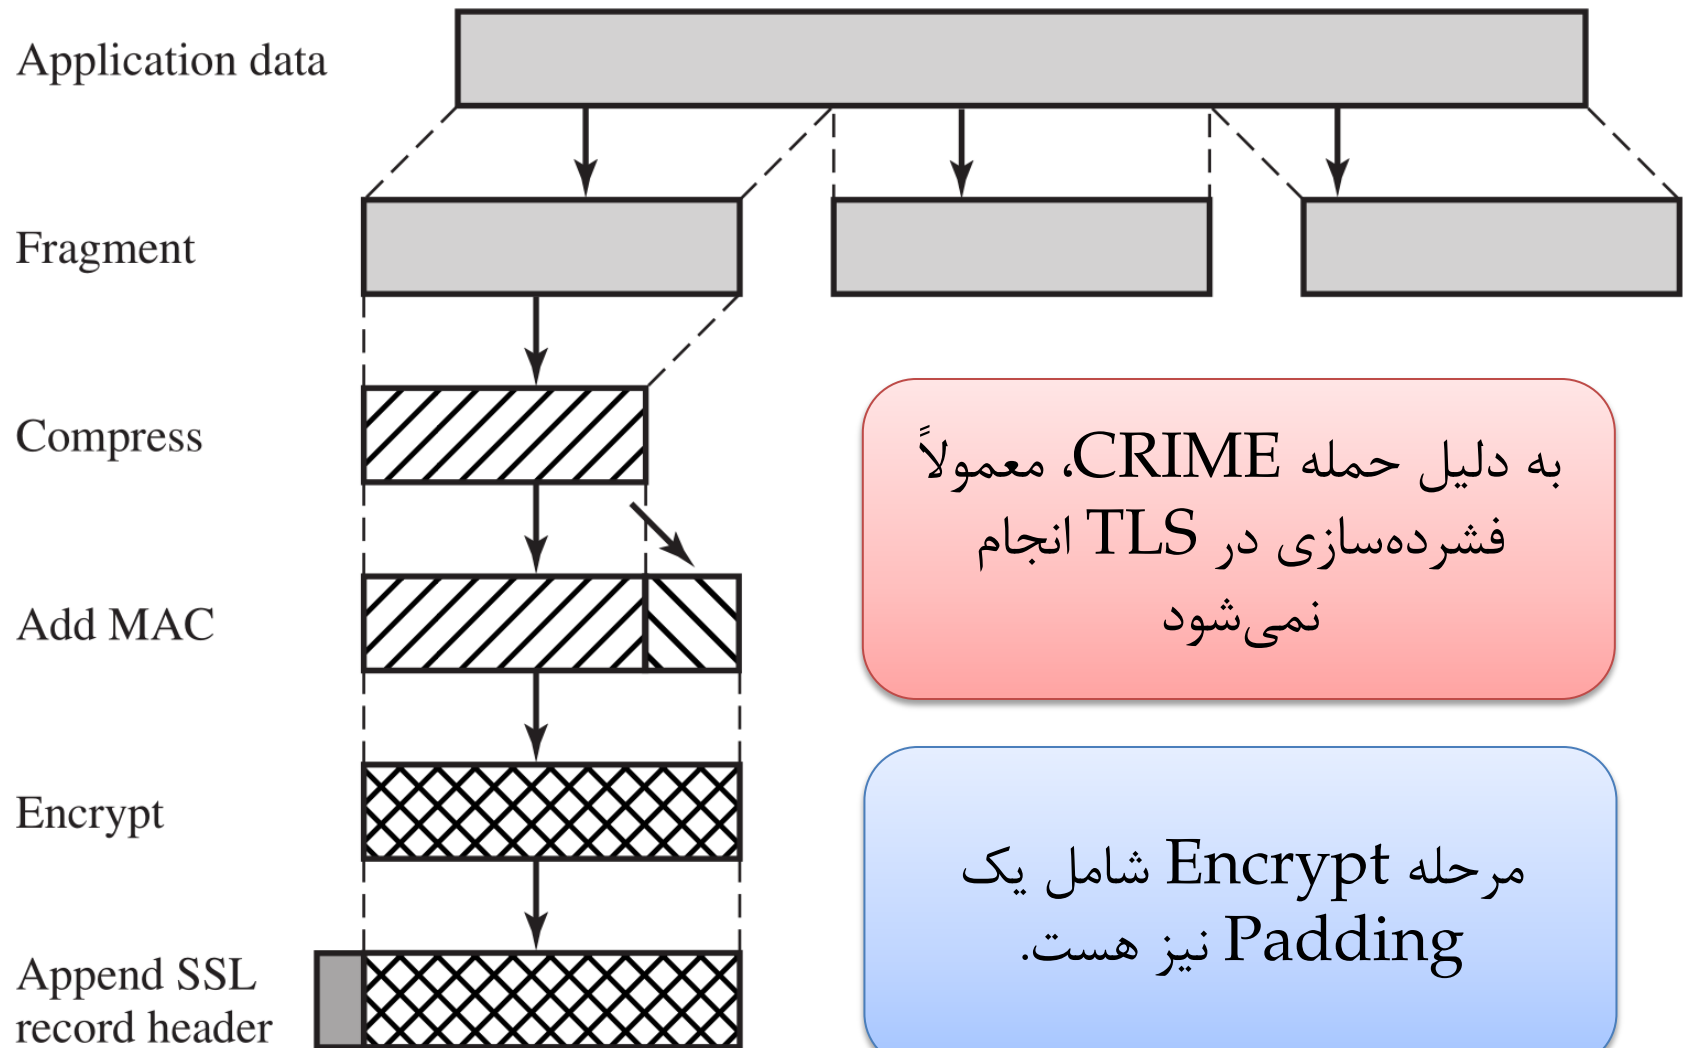 Application data
Fragment
Compress
به دلیل حمله CRIME، معمولاً
فشرده‌سازی در TLS انجام
نمی‌شود
Add MAC
Encrypt
مرحله Encrypt شامل یک
Padding نیز هست.
Append SSL
record header